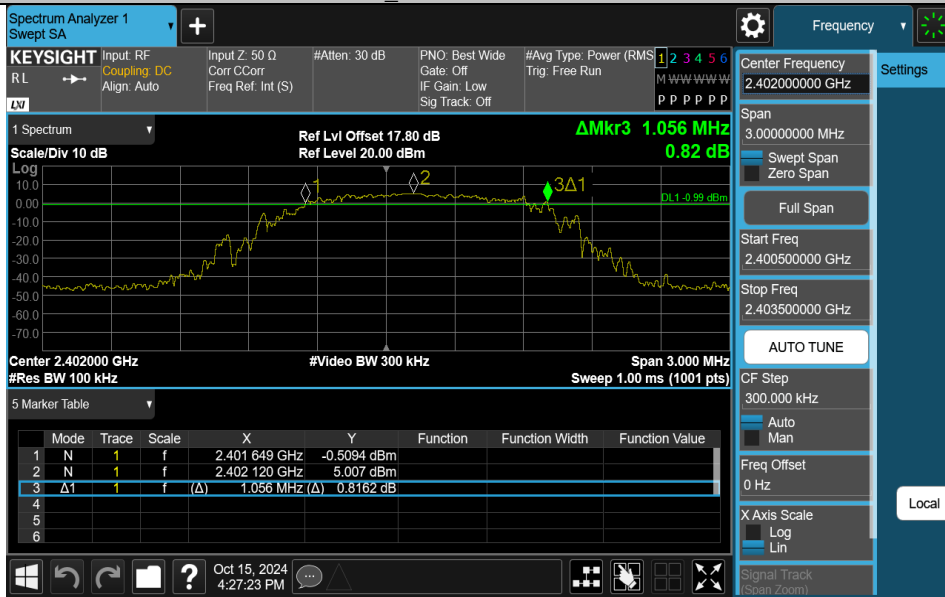 Spectrum Analyzer 1
Swept SA
+
Frequency
KEYSIGHT
RL
LXI
Input: RF
Coupling: DC
Align: Auto
Input Z: 50 Ω
Corr CCorr
Freq Ref: Int (S)
#Atten: 30 dB
PNO: Best Wide
Gate: Off
IF Gain: Low
Sig Track: Off
#Avg Type: Power (RMS
Trig: Free Run
1 2 3 4 5 6
M W W W W W
P P P P P P
1 Spectrum
Scale/Div 10 dB
Ref Lvl Offset 17.80 dB
Ref Level 20.00 dBm
ΔMkr3 1.056 MHz
0.82 dB
Log
10.0
0.00
-10.0
-20.0
-30.0
-40.0
-50.0
-60.0
-70.0
1
2
3Δ1
DL1 -0.99 dBm
Center 2.402000 GHz
#Video BW 300 kHz
Span 3.000 MHz
#Res BW 100 kHz
Sweep 1.00 ms (1001 pts)
5 Marker Table
Mode Trace Scale X Y Function Function Width Function Value
1 N 1 f 2.401 649 GHz -0.5094 dBm
2 N 1 f 2.402 120 GHz 5.007 dBm
3 Δ1 1 f (Δ) 1.056 MHz (Δ) 0.8162 dB
4
5
6
?
Oct 15, 2024
4:27:23 PM
Center Frequency
2.402000000 GHz
Settings
Span
3.00000000 MHz
Swept Span
Zero Span
Full Span
Start Freq
2.400500000 GHz
Stop Freq
2.403500000 GHz
AUTO TUNE
CF Step
300.000 kHz
Auto
Man
Freq Offset
0 Hz
Local
X Axis Scale
Log
Lin
Signal Track
(Span Zoom)